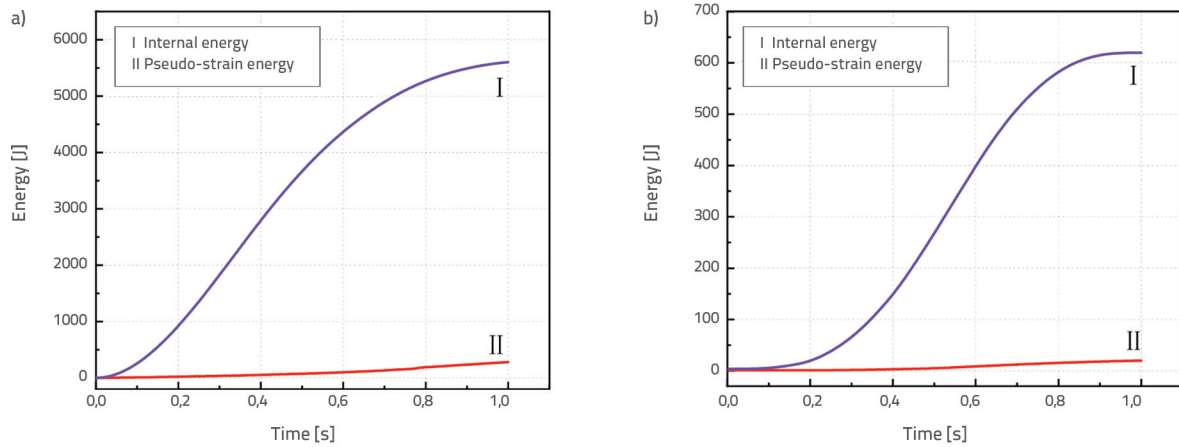 a)
I Internal energy
II Pseudo-strain energy
Energy [J]
6000
5000
4000
3000
2000
1000
0
I
II
0,0 0,2 0,4 0,6 0,8 1,0
Time [s]
b)
I Internal energy
II Pseudo-strain energy
Energy [J]
700
600
500
400
300
200
100
0
I
II
0,0 0,2 0,4 0,6 0,8 1,0
Time [s]